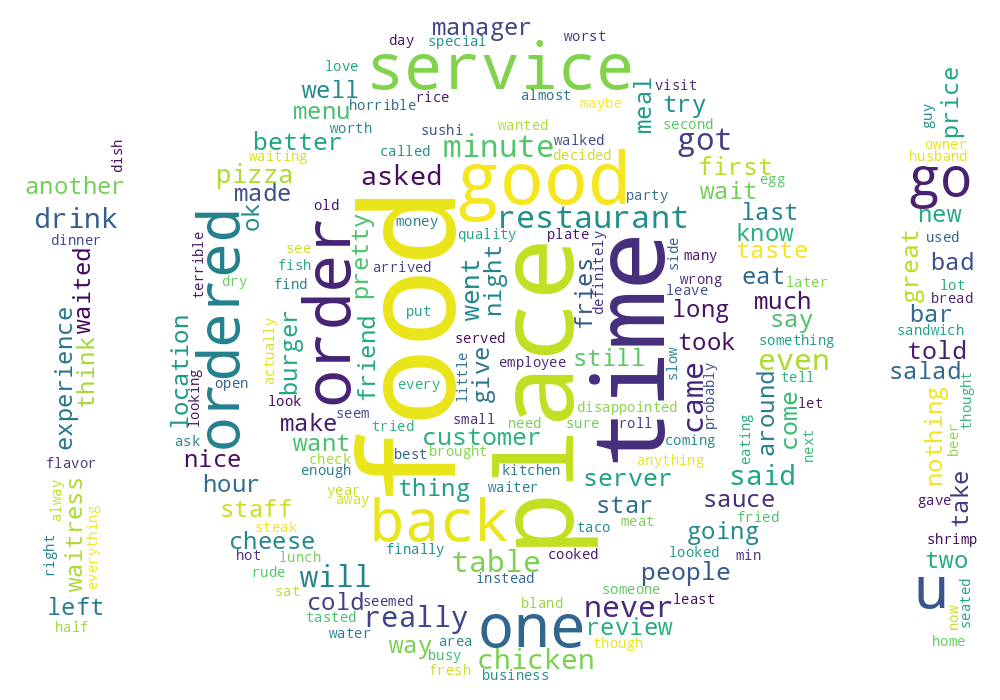 manager
day
special
worst
service
love
well
horrible
rice
almost
maybe
visit
meal
try
price
guy
menu
worth
sushi
wanted
second
got
owner
husband
dish
better
called
minute
walked
decided
waiting
another
pizza
made
asked
good
party
first
egg
wait
go
drink
ok
old
money
restaurant
last
new
used
dinner
ordered
order
pretty
food
quality
plate
side
many
know
taste
great
bad
terrible
see
fish
find
dry
arrived
went
night
place
fries
definitely
time
wrong
leave
eat
later
lot
bread
waited
experience
think
location
looking
actually
open
burger
friend
put
served
long
much
something
say
bar
sandwich
told
look
every
little
give
employee
still
slow
took
came
probably
even
tell
salad
thought
make
seem
tried
small
need
disappointed
sure
roll
coming
let
around
come
nothing
ask
nice
want
customer
brought
eating
next
beer
flavor
check
enough
best
kitchen
anything
hour
year
away
thing
waiter
server
said
alway
waitress
everything
right
staff
steak
back
star
taco
meat
sauce
fried
gave
take
cheese
finally
table
cooked
looked
going
min
shrimp
hot
lunch
rude
sat
will
instead
people
someone
two
u
left
half
cold
seemed
tasted
really
water
bland
one
never
least
review
though
now
seated
home
way
area
busy
fresh
chicken
business